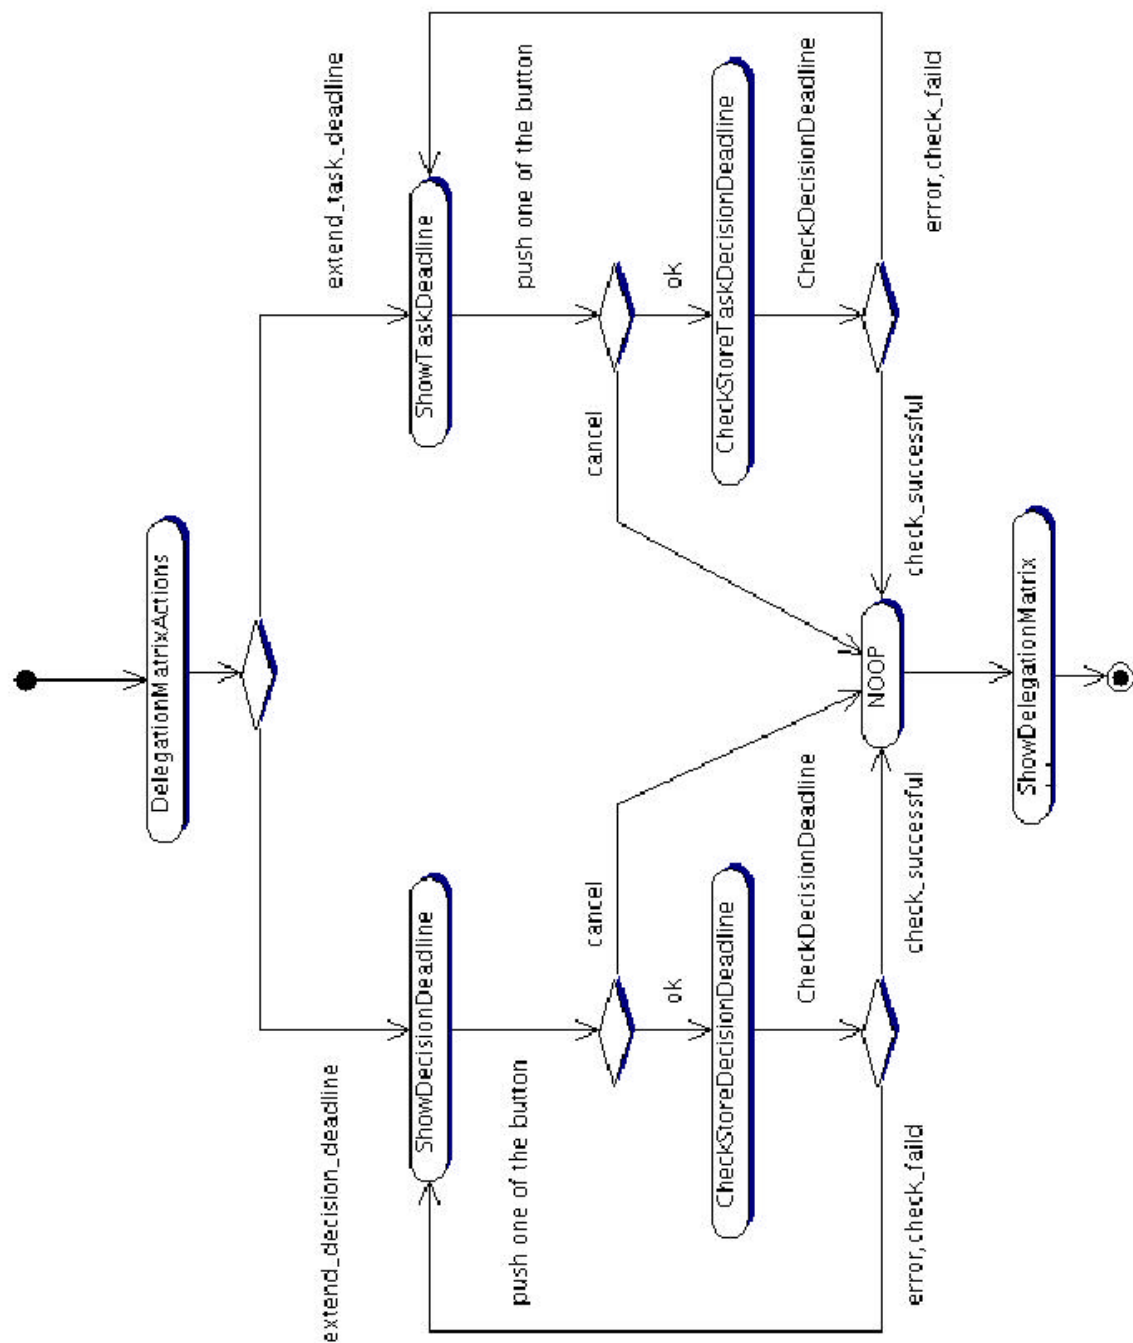 DelegationMatrixActions
extend_decision_deadline
extend_task_deadline
ShowDecisionDeadline
ShowTaskDeadline
push one of the button
push one of the button
cancel
cancel
ok
ok
CheckStoreDecisionDeadline
CheckStoreTaskDecisionDeadline
CheckDecisionDeadline
CheckDecisionDeadline
NOOP
error,check_faild
check_successful
check_successful
error,check_faild
ShowDelegationMatrix